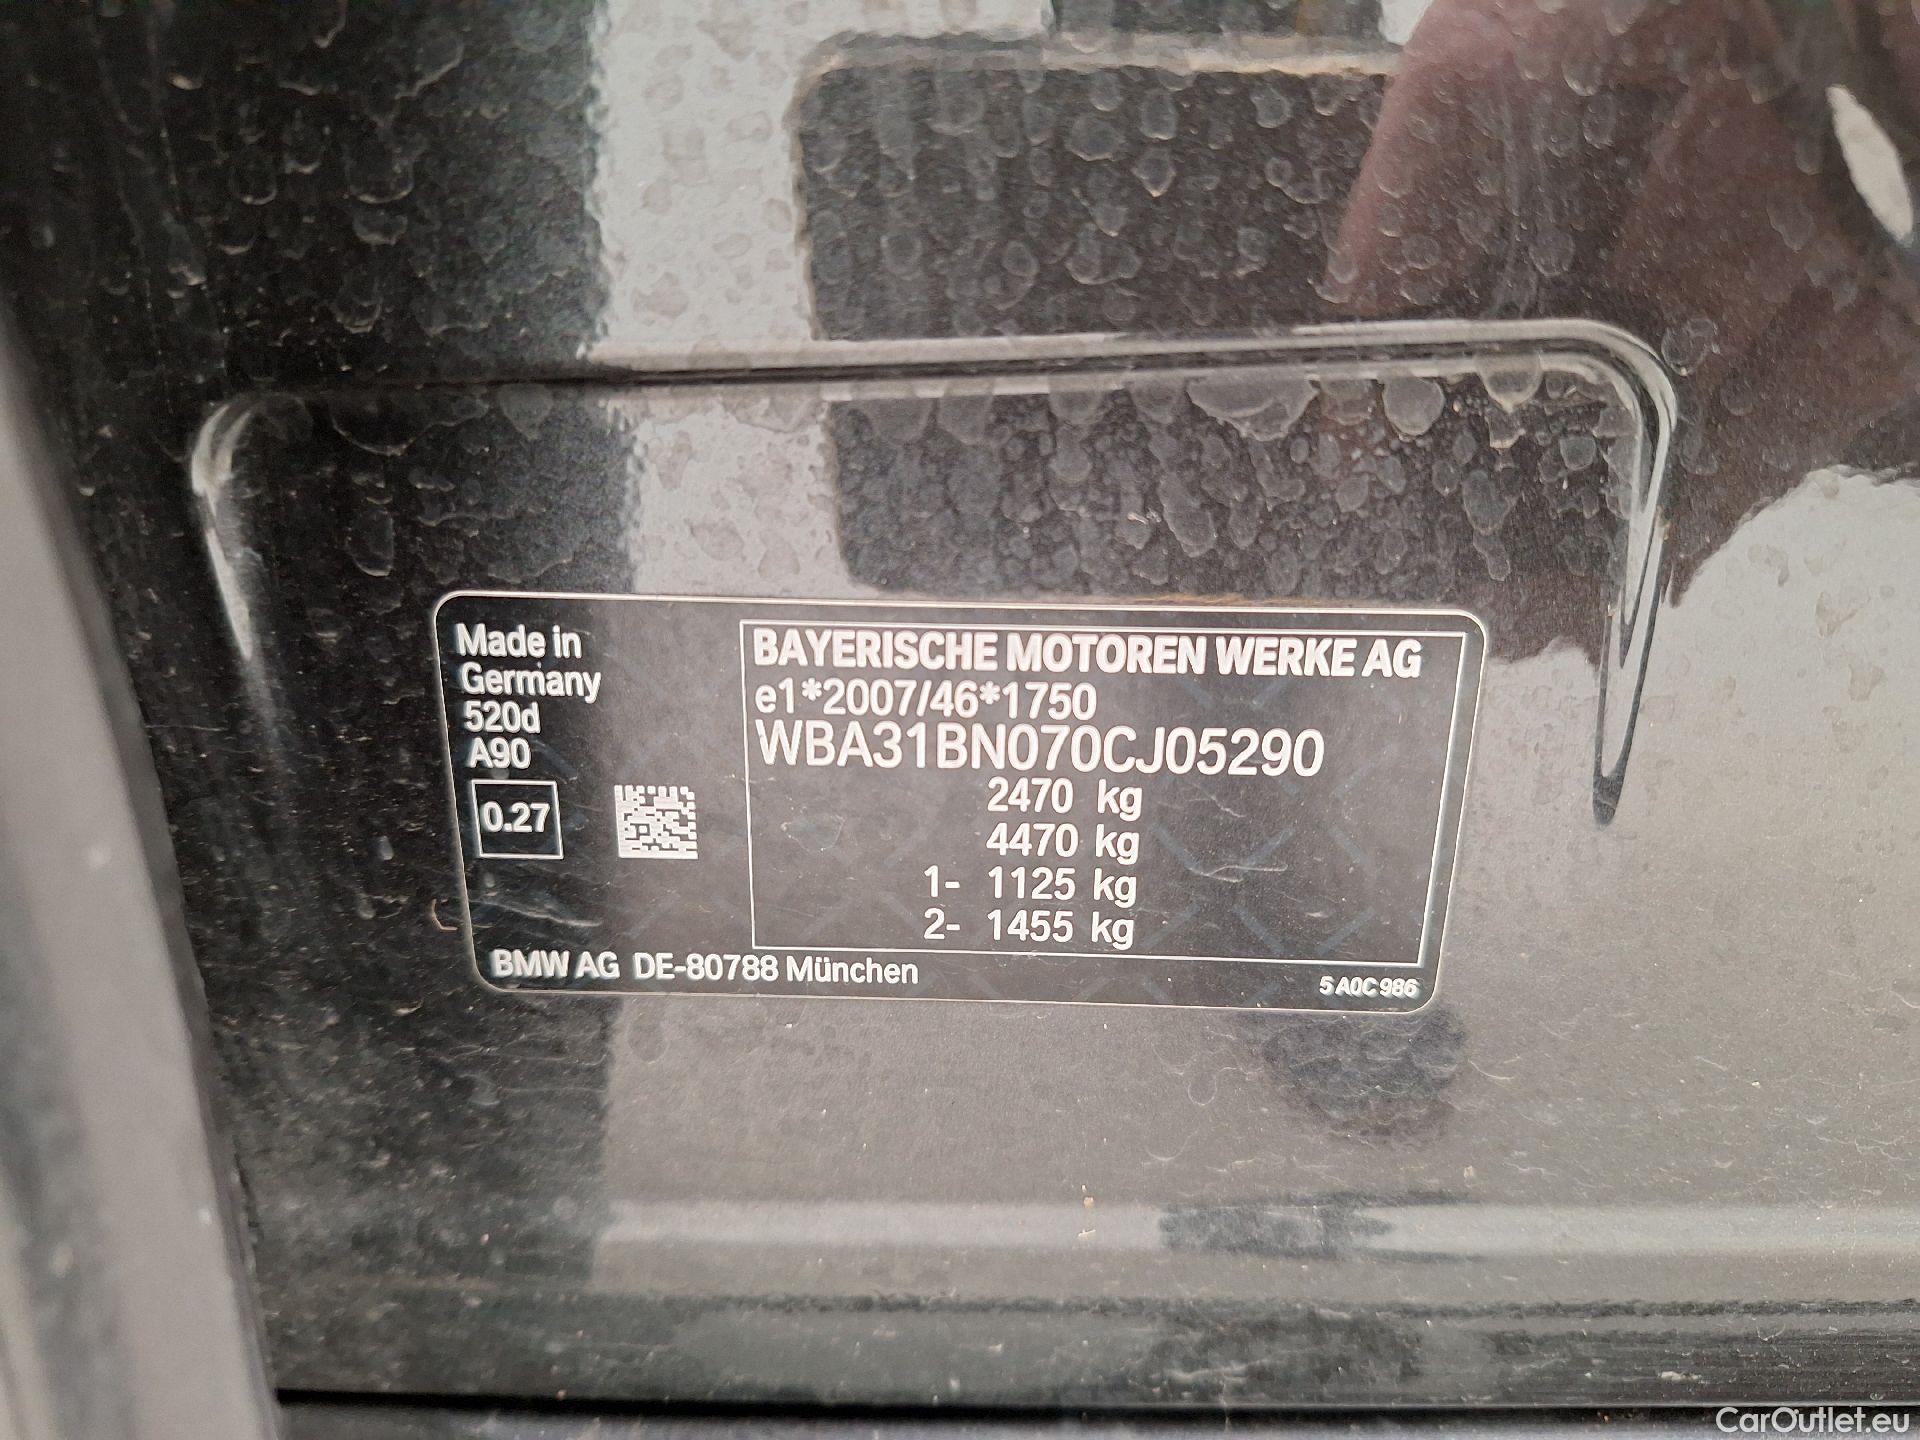 Made in
Germany
520d
A90
0.27
BAYERISCHE MOTOREN WERKE AG
e1*2007/46*1750
WBA31BN070CJ05290
2470 kg
4470 kg
1- 1125 kg
2- 1455 kg
BMW AG DE-80788 München
5 A0C 986
CarOutlet.eu